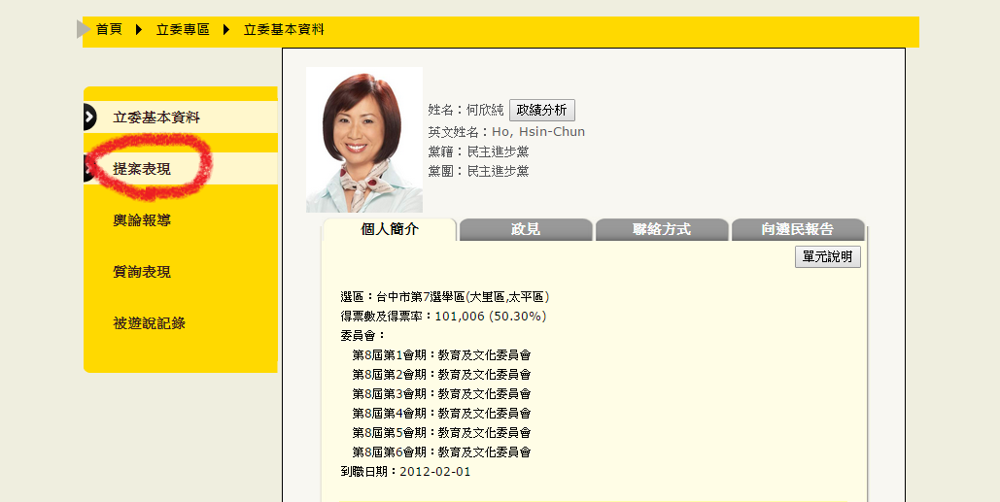 首頁 立委專區 立委基本資料
立委基本資料
提案表現
輿論報導
質詢表現
被遊說記錄
姓名：何欣純 政績分析
英文姓名：Ho, Hsin-Chun
黨籍：民主進步黨
黨團：民主進步黨
個人簡介 政見 聯絡方式 向選民報告
單元說明
選區：台中市第7選舉區(大里區,太平區)
得票數及得票率：101,006 (50.30%)
委員會：
第8屆第1會期：教育及文化委員會
第8屆第2會期：教育及文化委員會
第8屆第3會期：教育及文化委員會
第8屆第4會期：教育及文化委員會
第8屆第5會期：教育及文化委員會
第8屆第6會期：教育及文化委員會
到職日期：2012-02-01